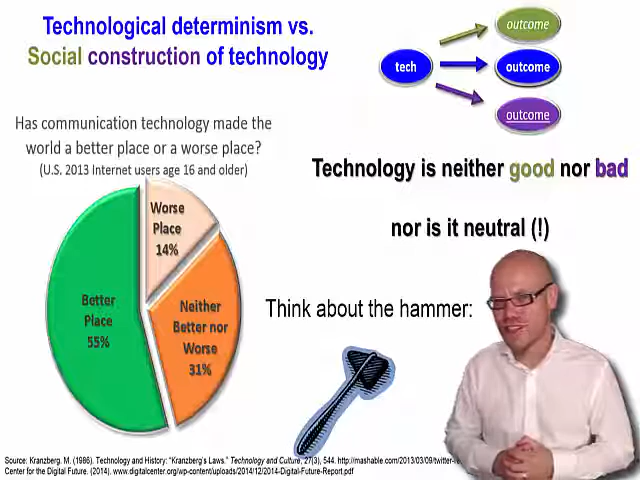 Technological determinism vs.
Social construction of technology
outcome
tech
outcome
outcome
Has communication technology made the
world a better place or a worse place?
(U.S. 2013 Internet users age 16 and older)
Worse
Place
14%
Better
Place
55%
Neither
Better nor
Worse
31%
Technology is neither good nor bad
nor is it neutral (!)
Think about the hammer:
Source: Kranzberg. M. (1986). Technology and History: "Kranzberg's Laws." Technology and Culture, 27(3), 544. http://mashable.com/2013/03/09/twitter-
Center for the Digital Future. (2014). www.digitalcenter.org/wp-content/uploads/2014/12/2014-Digital-Future-Report.pdf